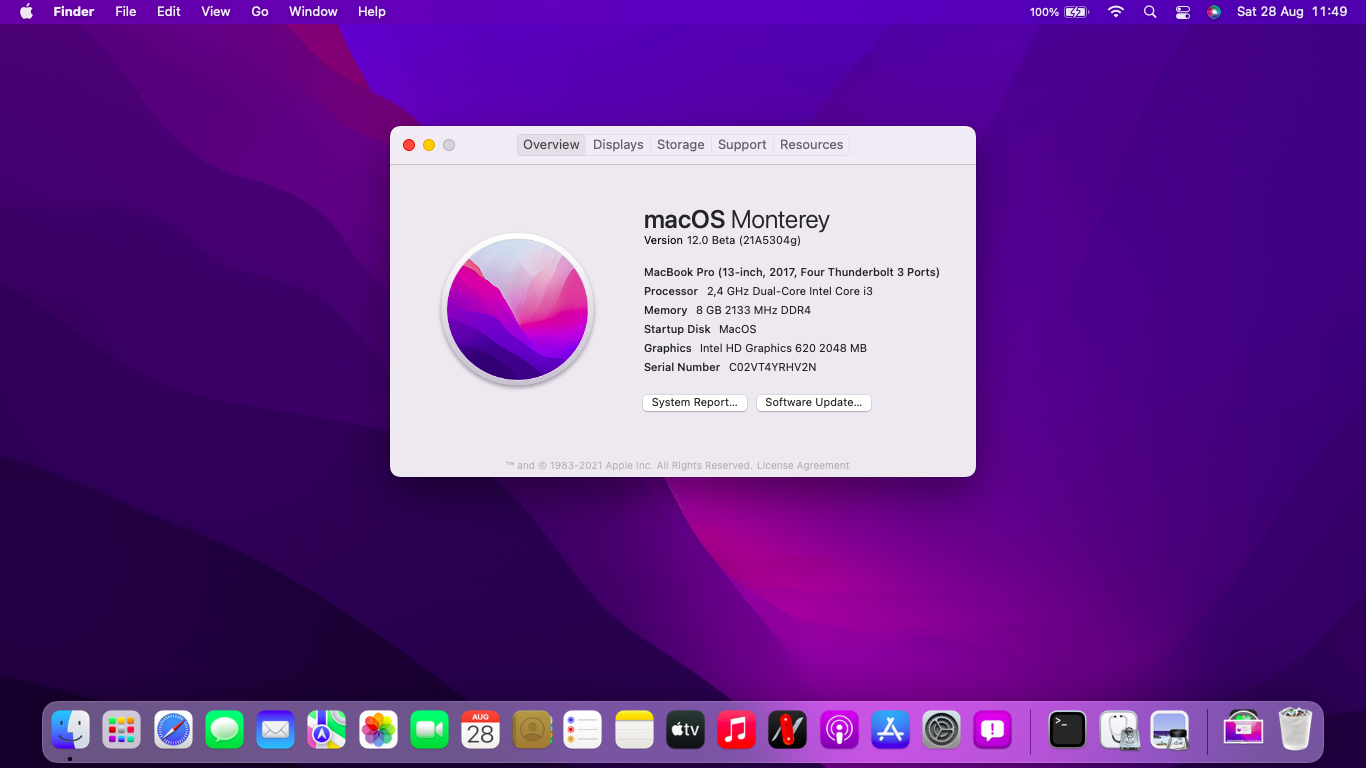 Finder File Edit View Go Window Help 100% Sat 28 Aug 11:49
Overview Displays Storage Support Resources
macOS Monterey
Version 12.0 Beta (21A5304g)
MacBook Pro (13-inch, 2017, Four Thunderbolt 3 Ports)
Processor 2,4 GHz Dual-Core Intel Core i3
Memory 8 GB 2133 MHz DDR4
Startup Disk MacOS
Graphics Intel HD Graphics 620 2048 MB
Serial Number C02VT4YRHV2N
System Report... Software Update...
™ and © 1983-2021 Apple Inc. All Rights Reserved. License Agreement
AUG
28
tv
>_